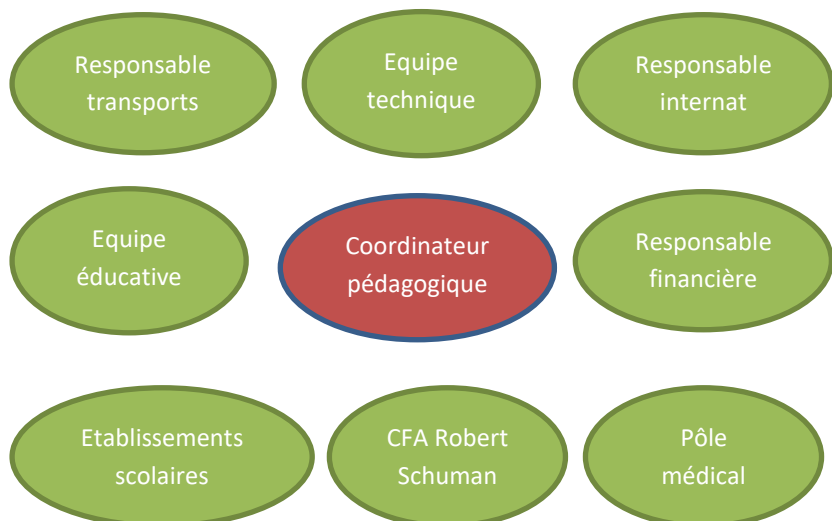 Responsable
transports
Equipe
technique
Responsable
internat
Equipe
éducative
Coordinateur
pédagogique
Responsable
financière
Etablissements
scolaires
CFA Robert
Schuman
Pôle
médical